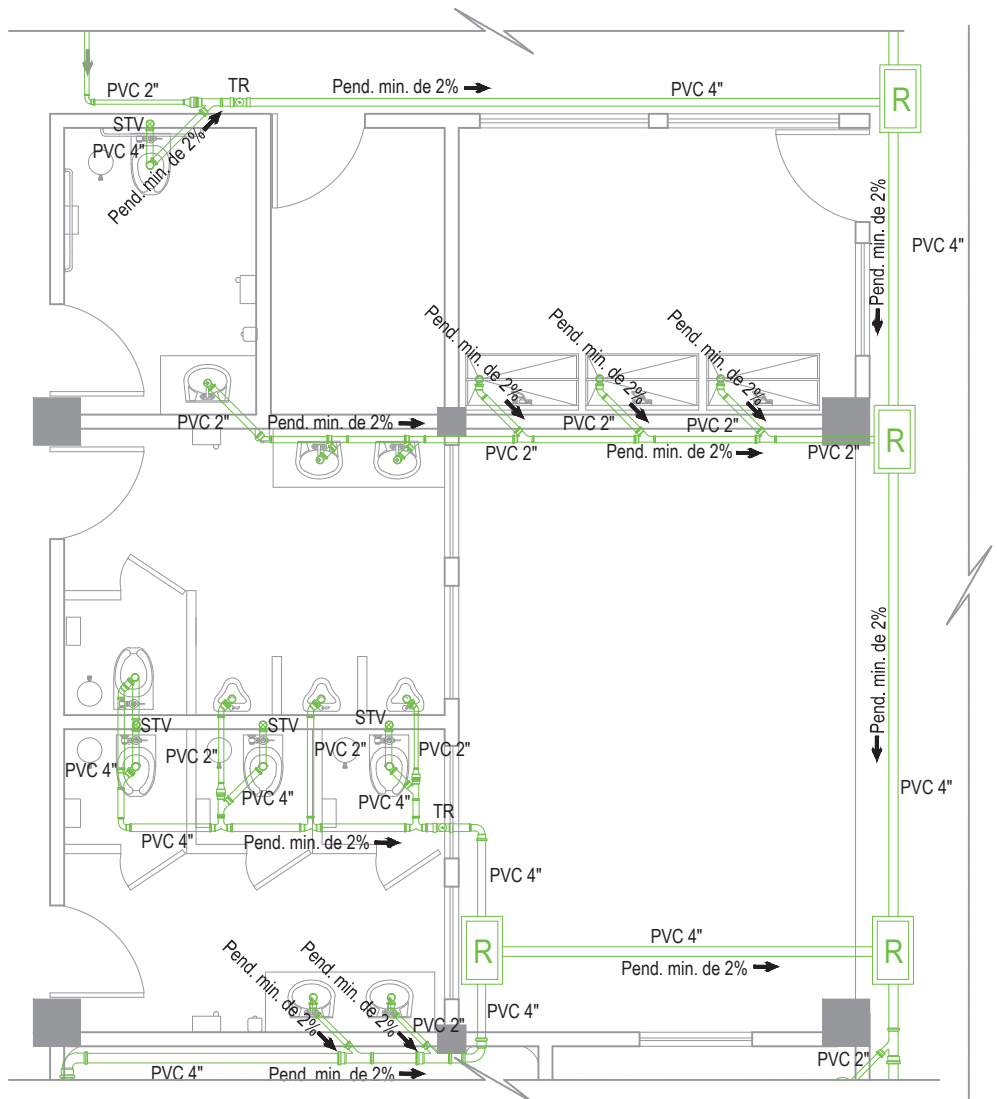 PVC 2"
TR
Pend. min. de 2%
PVC 4"
R
STV
PVC 4"
Pend. min. de 2%
Pend. min. de 2%
PVC 4"
Pend. min. de 2%
Pend. min. de 2%
Pend. min. de 2%
PVC 2"
Pend. min. de 2%
PVC 2"
PVC 2"
PVC 2"
Pend. min. de 2%
PVC 2"
R
Pend. min. de 2%
STV
STV
STV
PVC 4"
PVC 2"
PVC 2"
PVC 2"
PVC 4"
PVC 4"
PVC 4"
TR
PVC 4"
Pend. min. de 2%
PVC 4"
R
PVC 4"
Pend. min. de 2%
R
Pend. min. de 2%
Pend. min. de 2%
PVC 2"
PVC 4"
PVC 4"
Pend. min. de 2%
PVC 2"